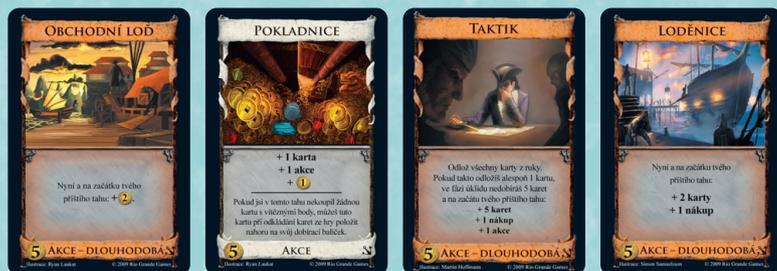 OBCHODNÍ LOĎ
Nyní a na začátku tvého
příštího tahu: + 2 .
5 AKCE – DLOUHODOBÁ
Ilustrace: Ryan Laukat © 2009 Rio Grande Games
POKLADNICE
+ 1 karta
+ 1 akce
+ 1
Pokud jsi v tomto tahu nekoupil žádnou
kartu s vítěznými body, můžeš tuto
kartu při odkládání karet ze hry položit
nahoru na svůj dobírací balíček.
5 AKCE
Ilustrace: Ryan Laukat © 2009 Rio Grande Games
TAKTIK
Odlož všechny karty z ruky.
Pokud takto odložíš alespoň 1 kartu,
ve fázi úklidu nedobíráš 5 karet
a na začátku tvého příštího tahu:
+ 5 karet
+ 1 nákup
+ 1 akce
5 AKCE – DLOUHODOBÁ
Ilustrace: Martin Hoffmann © 2009 Rio Grande Games
LODĚNICE
Nyní a na začátku tvého
příštího tahu:
+ 2 karty
+ 1 nákup
5 AKCE – DLOUHODOBÁ
Ilustrace: Simon Samuelsson © 2009 Rio Grande Games